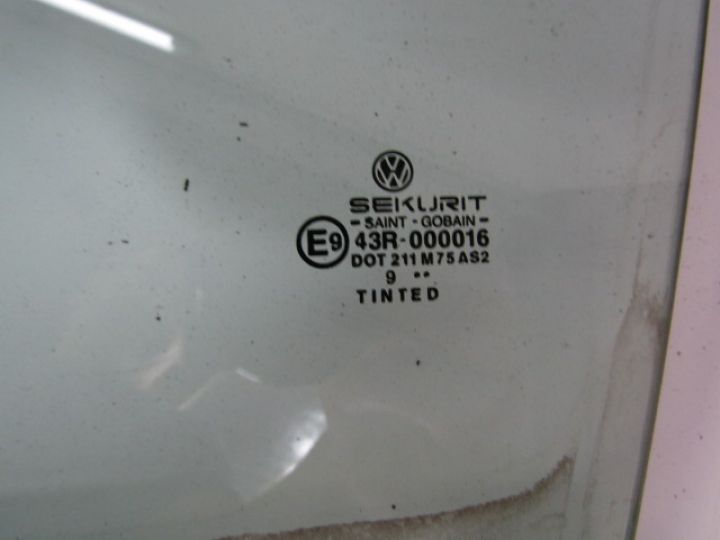 VW
SEKURIT
- SAINT - GOBAIN -
E9 43R-000016
DOT 211 M75 AS2
9 ••
TINTED